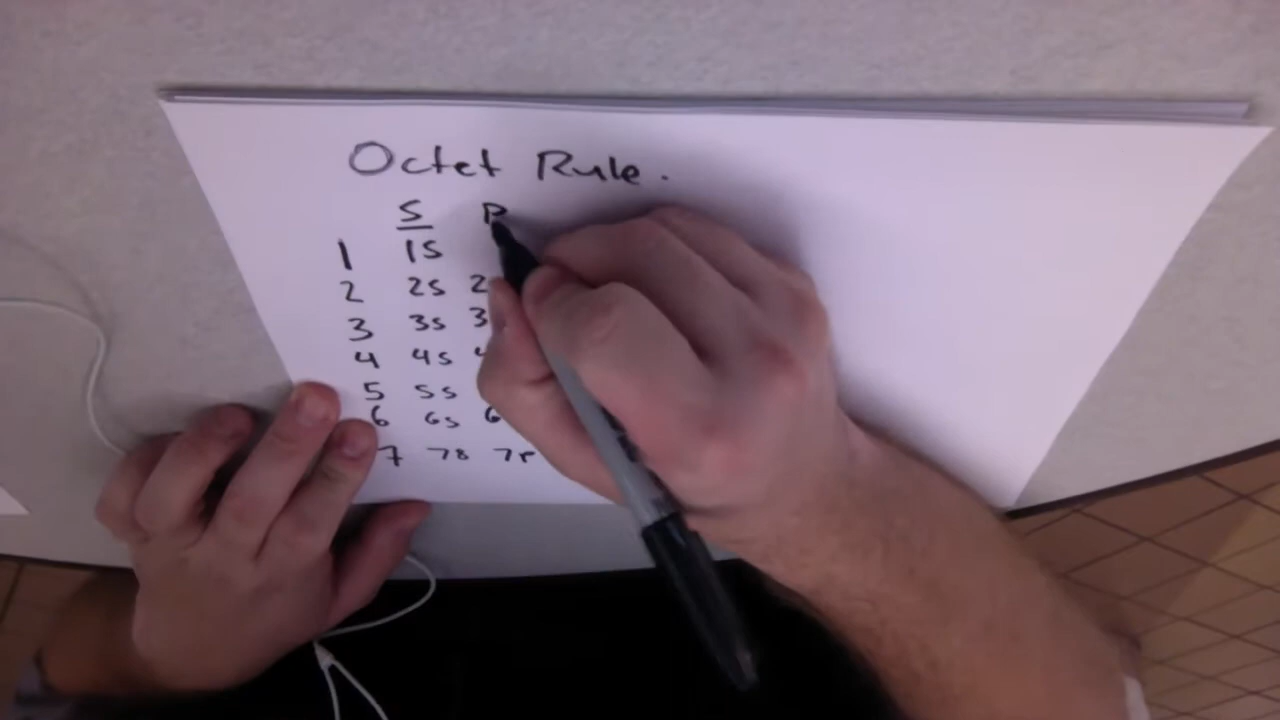 Octet Rule.
S P
1 1s
2 2s 2
3 3s 3
4 4s
5 5s
6 6s 6
7 7s 7p